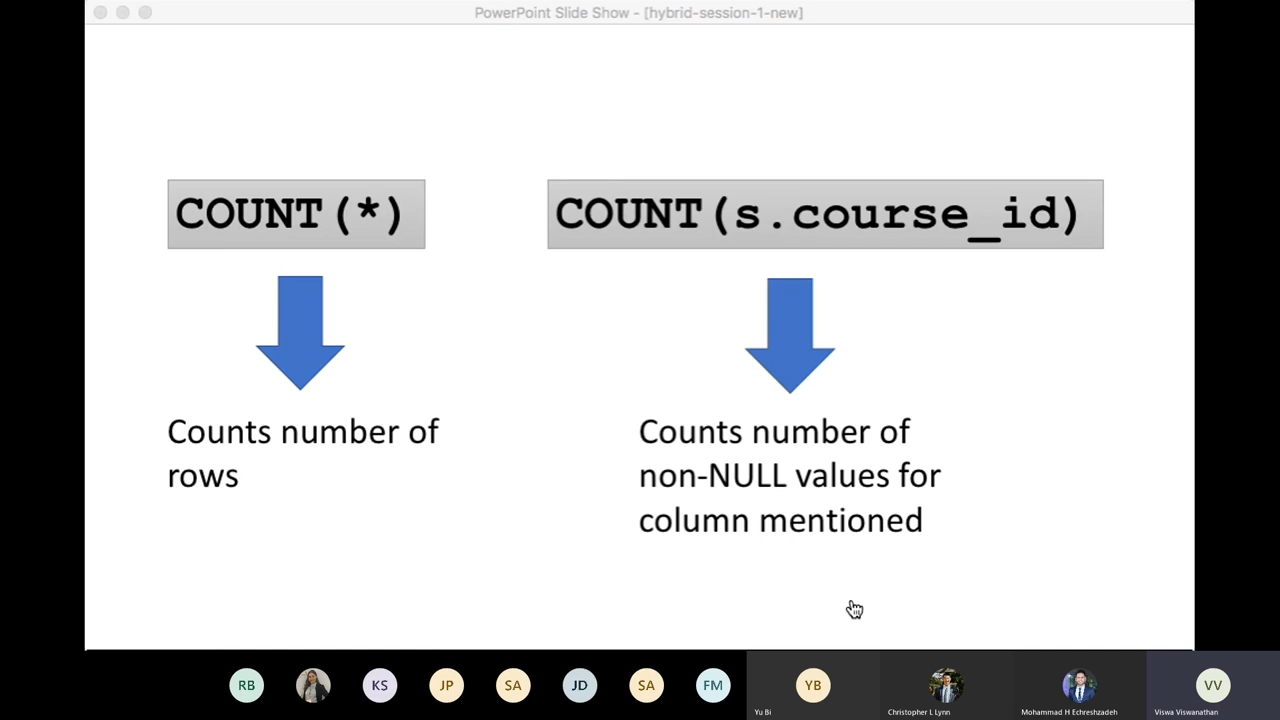 PowerPoint Slide Show - [hybrid-session-1-new]
COUNT(*)
COUNT(s.course_id)
Counts number of
rows
Counts number of
non-NULL values for
column mentioned
RB
KS
JP
SA
JD
SA
FM
YB
VV
Yu Bi
Christopher L Lynn
Mohammad H Echreshzadeh
Viswa Viswanathan